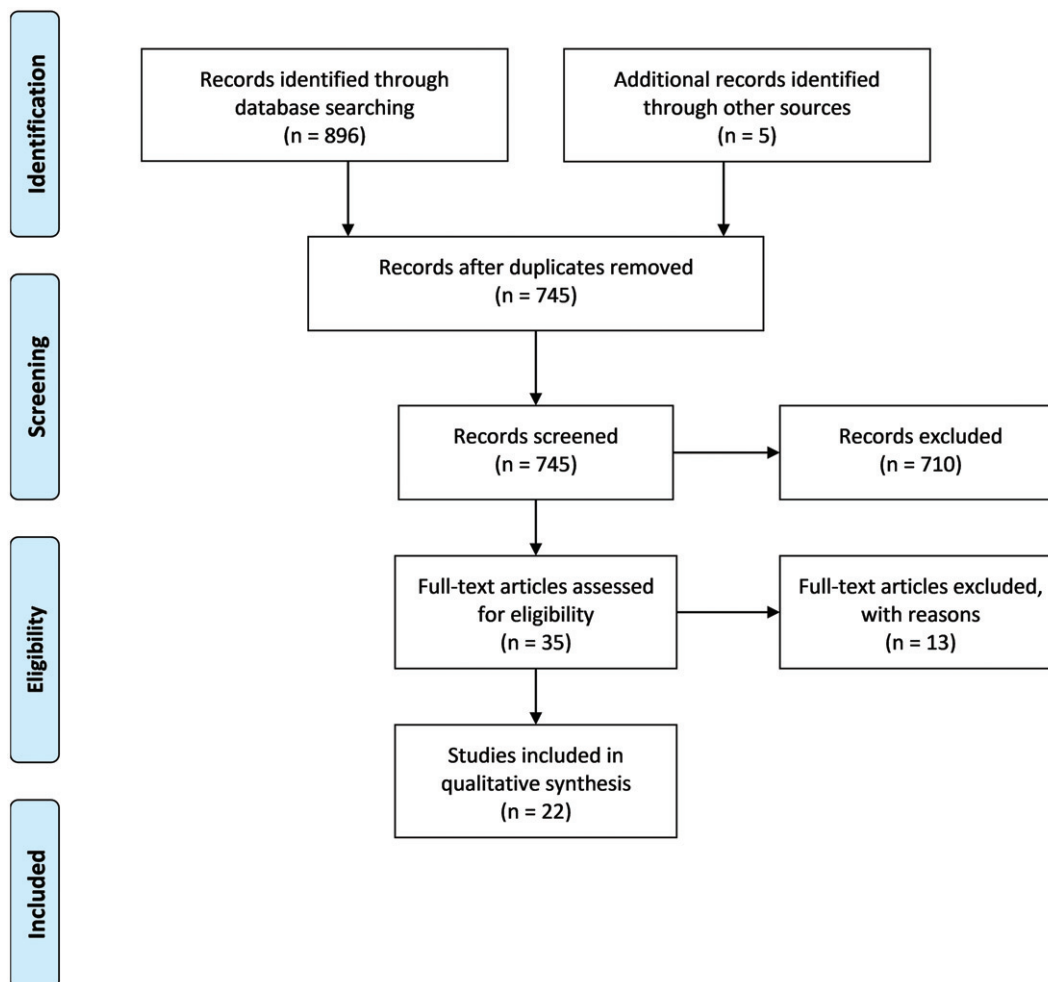 Identification
Records identified through
database searching
(n = 896)
Additional records identified
through other sources
(n = 5)
Records after duplicates removed
(n = 745)
Screening
Records screened
(n = 745)
Records excluded
(n = 710)
Eligibility
Full-text articles assessed
for eligibility
(n = 35)
Full-text articles excluded,
with reasons
(n = 13)
Studies included in
qualitative synthesis
(n = 22)
Included